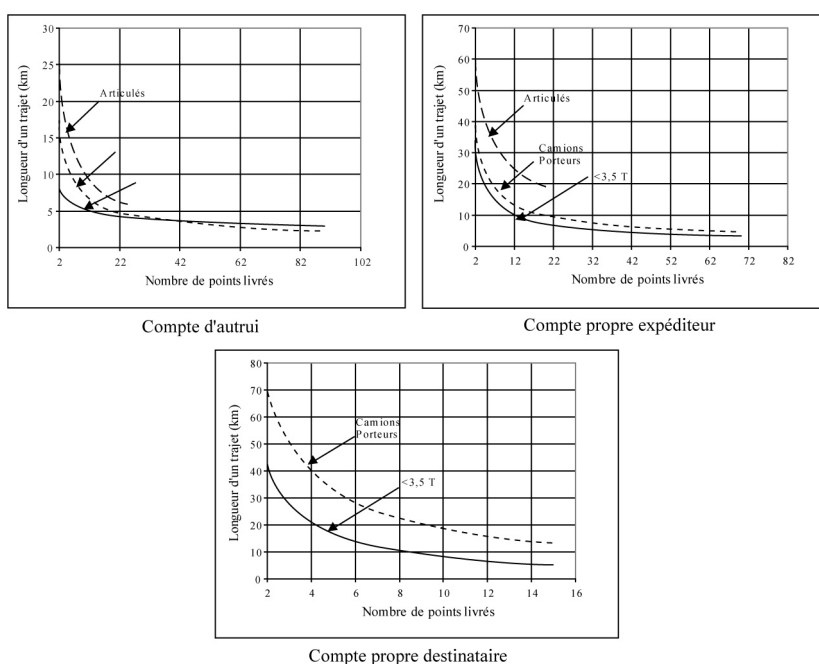 30
25
20
15
10
5
0
Longueur d'un trajet (km)
Articulés
2 22 42 62 82 102
Nombre de points livrés
Compte d'autrui
70
60
50
40
30
20
10
0
Longueur d'un trajet (km)
Articulés
Camions
Porteurs
<3,5 T
2 12 22 32 42 52 62 72 82
Nombre de points livrés
Compte propre expéditeur
80
70
60
50
40
30
20
10
0
Longueur d'un trajet (km)
Camions
Porteurs
<3,5 T
2 4 6 8 10 12 14 16
Nombre de points livrés
Compte propre destinataire